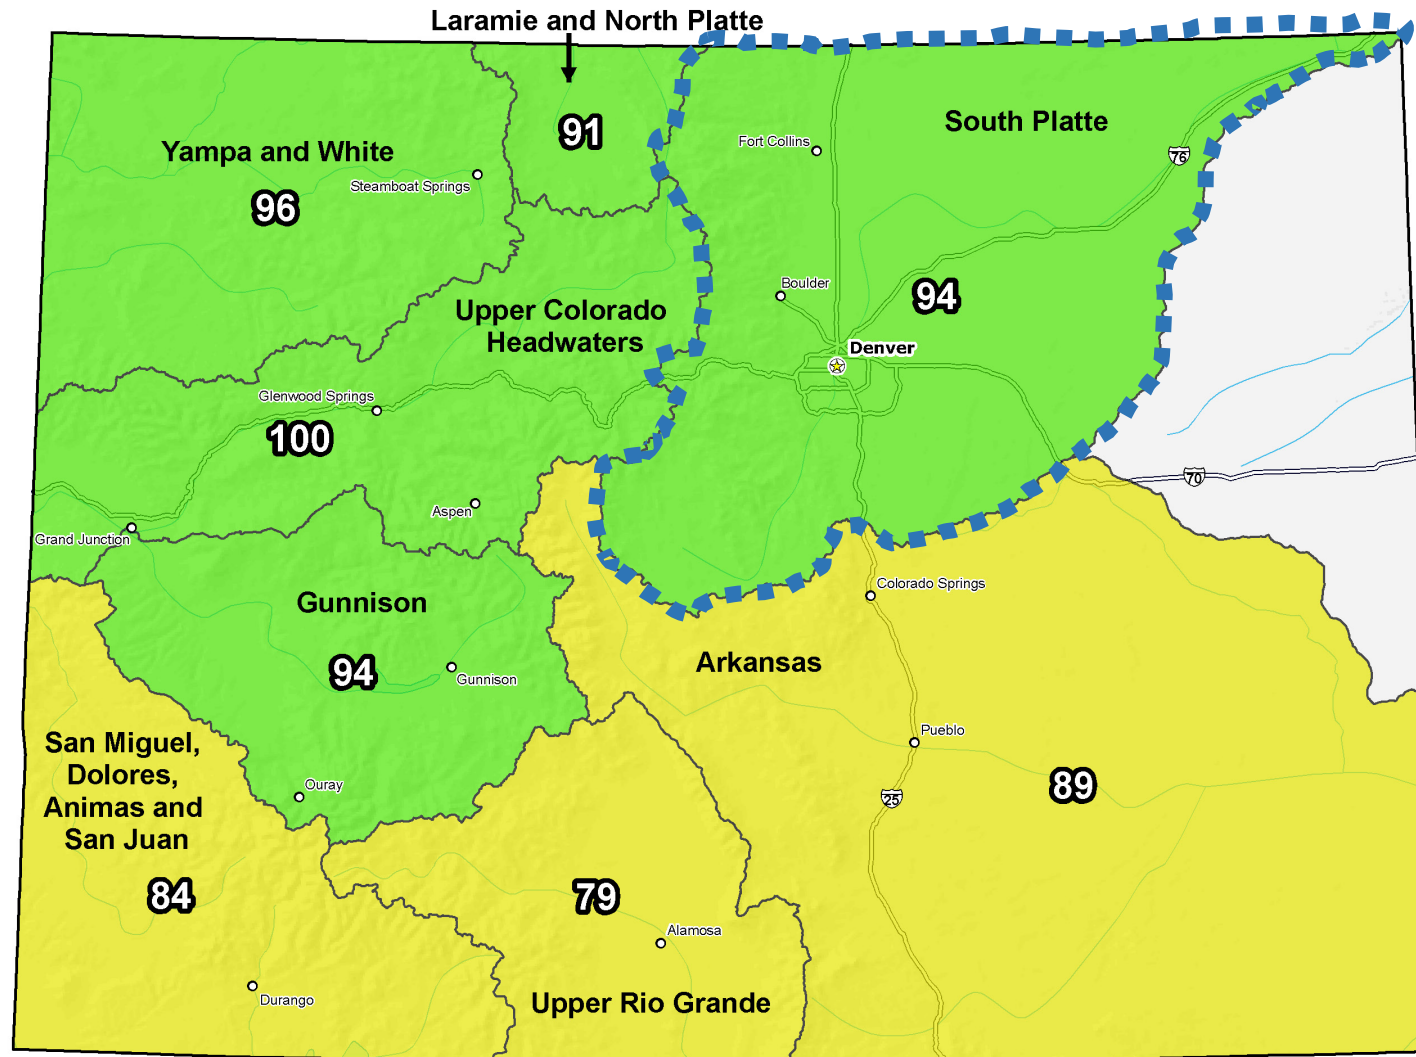 Laramie and North Platte
91
South Platte
Fort Collins
76
Yampa and White
Steamboat Springs
96
Boulder
94
Upper Colorado
Headwaters
Denver
Glenwood Springs
100
70
Aspen
Grand Junction
Colorado Springs
Gunnison
94
Gunnison
Arkansas
San Miguel,
Dolores,
Animas and
San Juan
Pueblo
Ouray
89
25
84
79
Alamosa
Durango
Upper Rio Grande